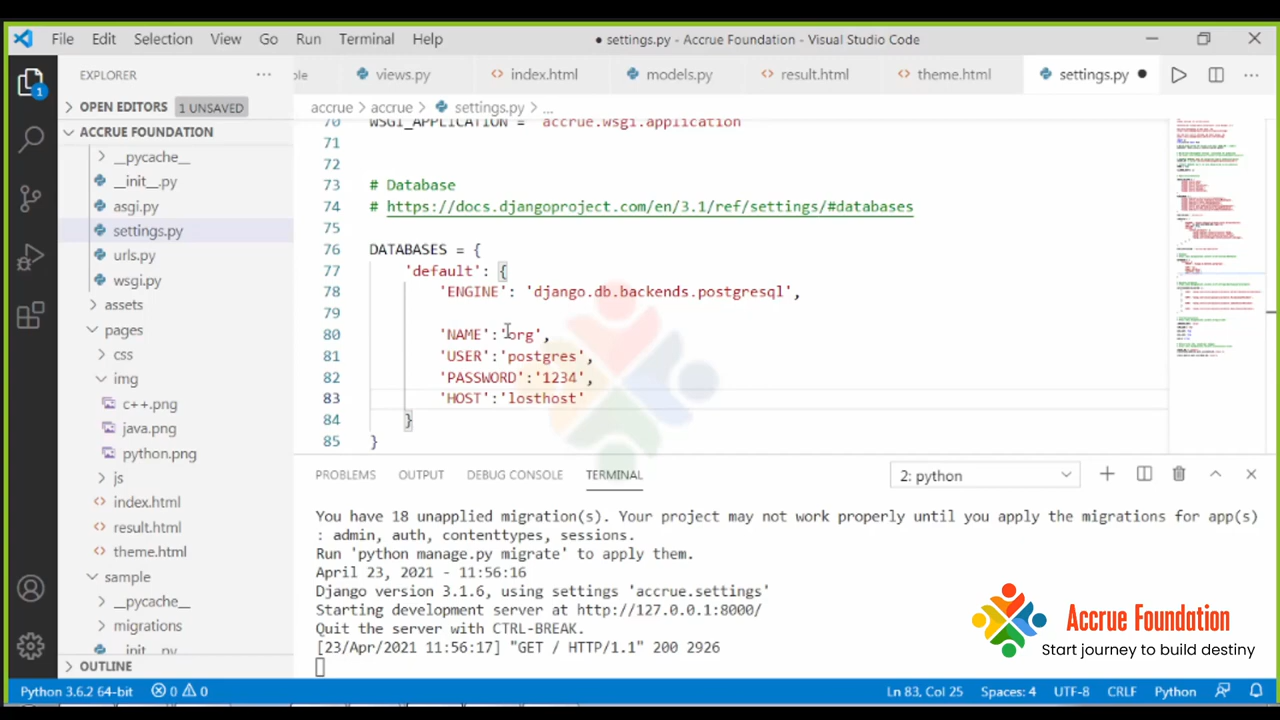 File Edit Selection View Go Run Terminal Help
● settings.py - Accrue Foundation - Visual Studio Code
EXPLORER
views.py index.html models.py result.html theme.html settings.py
OPEN EDITORS 1 UNSAVED
accrue > accrue > settings.py > ...
ACCRUE FOUNDATION
__pycache__
__init__.py
asgi.py
settings.py
urls.py
wsgi.py
assets
pages
css
img
c++.png
java.png
python.png
js
index.html
result.html
theme.html
sample
__pycache__
migrations
OUTLINE
70 WSGI_APPLICATION = 'accrue.wsgi.application
71
72
73 # Database
74 # https://docs.djangoproject.com/en/3.1/ref/settings/#databases
75
76 DATABASES = {
77 'default':
78 'ENGINE': 'django.db.backends.postgresql',
79
80 'NAME': 'org',
81 'USER':'postgres',
82 'PASSWORD':'1234',
83 'HOST':'losthost'
84 }
85 }
PROBLEMS OUTPUT DEBUG CONSOLE TERMINAL 2: python
You have 18 unapplied migration(s). Your project may not work properly until you apply the migrations for app(s)
: admin, auth, contenttypes, sessions.
Run 'python manage.py migrate' to apply them.
April 23, 2021 - 11:56:16
Django version 3.1.6, using settings 'accrue.settings'
Starting development server at http://127.0.0.1:8000/
Quit the server with CTRL-BREAK.
[23/Apr/2021 11:56:17] "GET / HTTP/1.1" 200 2926
Accrue Foundation
Start journey to build destiny
Python 3.6.2 64-bit 0 0 Ln 83, Col 25 Spaces: 4 UTF-8 CRLF Python